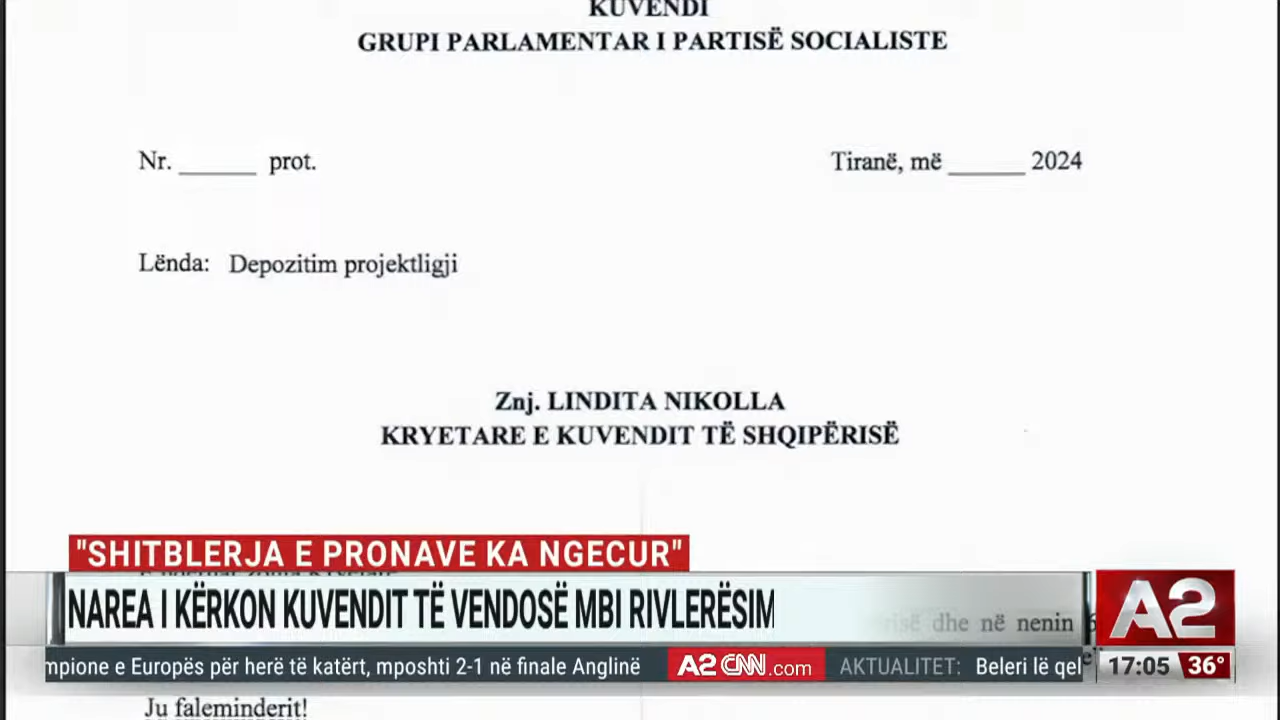 KUVENDI
GRUPI PARLAMENTAR I PARTISË SOCIALISTE
Nr. ______ prot.
Tiranë, më ______ 2024
Lënda: Depozitim projektligji
Znj. LINDITA NIKOLLA
KRYETARE E KUVENDIT TË SHQIPËRISË
"SHITBLERJA E PRONAVE KA NGECUR"
NAREA I KËRKON KUVENDIT TË VENDOSË MBI RIVLERËSIM
dhe në nenin
A2
mpione e Europës për herë të katërt, mposhti 2-1 në finale Anglinë
A2CNN.com
AKTUALITET: Beleri lë qel
17:05 36°
Ju faleminderit!